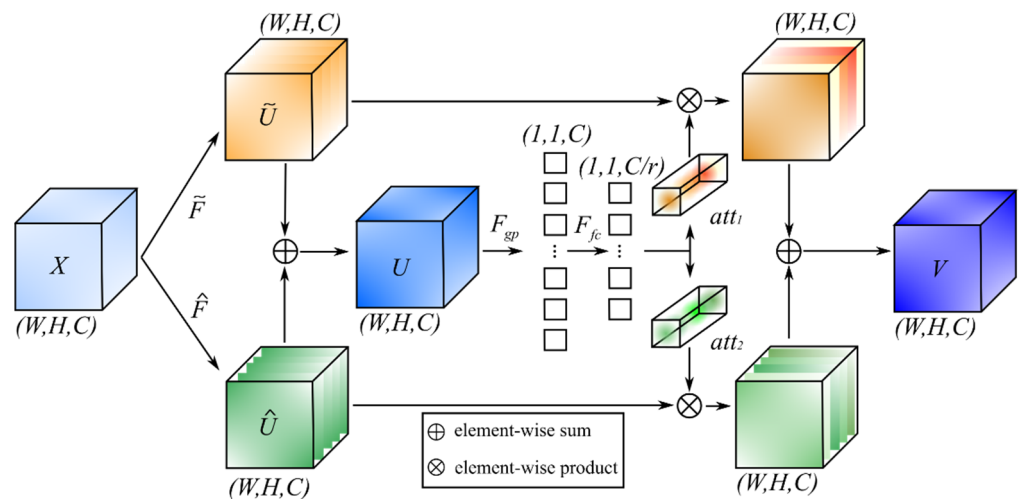 (W,H,C)
(W,H,C)
Ũ
(1,1,C)
(1,1,C/r)
F̃
att₁
X
U
F_gp
F_fc
V
F̂
(W,H,C)
(W,H,C)
(W,H,C)
att₂
Û
⊕ element-wise sum
⊗ element-wise product
(W,H,C)
(W,H,C)